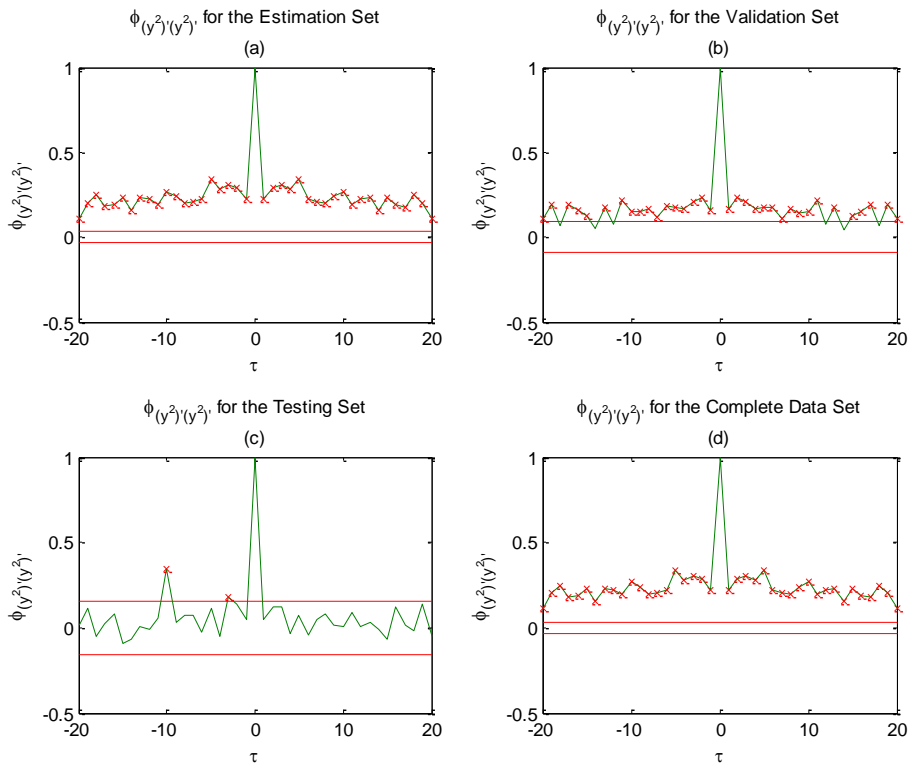 ϕ(y²)'(y²)' for the Estimation Set
(a)
1
0.5
0
-0.5
-20
-10
0
10
20
τ
ϕ(y²)'(y²)'
ϕ(y²)'(y²)' for the Validation Set
(b)
1
0.5
0
-0.5
-20
-10
0
10
20
τ
ϕ(y²)'(y²)'
ϕ(y²)'(y²)' for the Testing Set
(c)
1
0.5
0
-0.5
-20
-10
0
10
20
τ
ϕ(y²)'(y²)'
ϕ(y²)'(y²)' for the Complete Data Set
(d)
1
0.5
0
-0.5
-20
-10
0
10
20
τ
ϕ(y²)'(y²)'